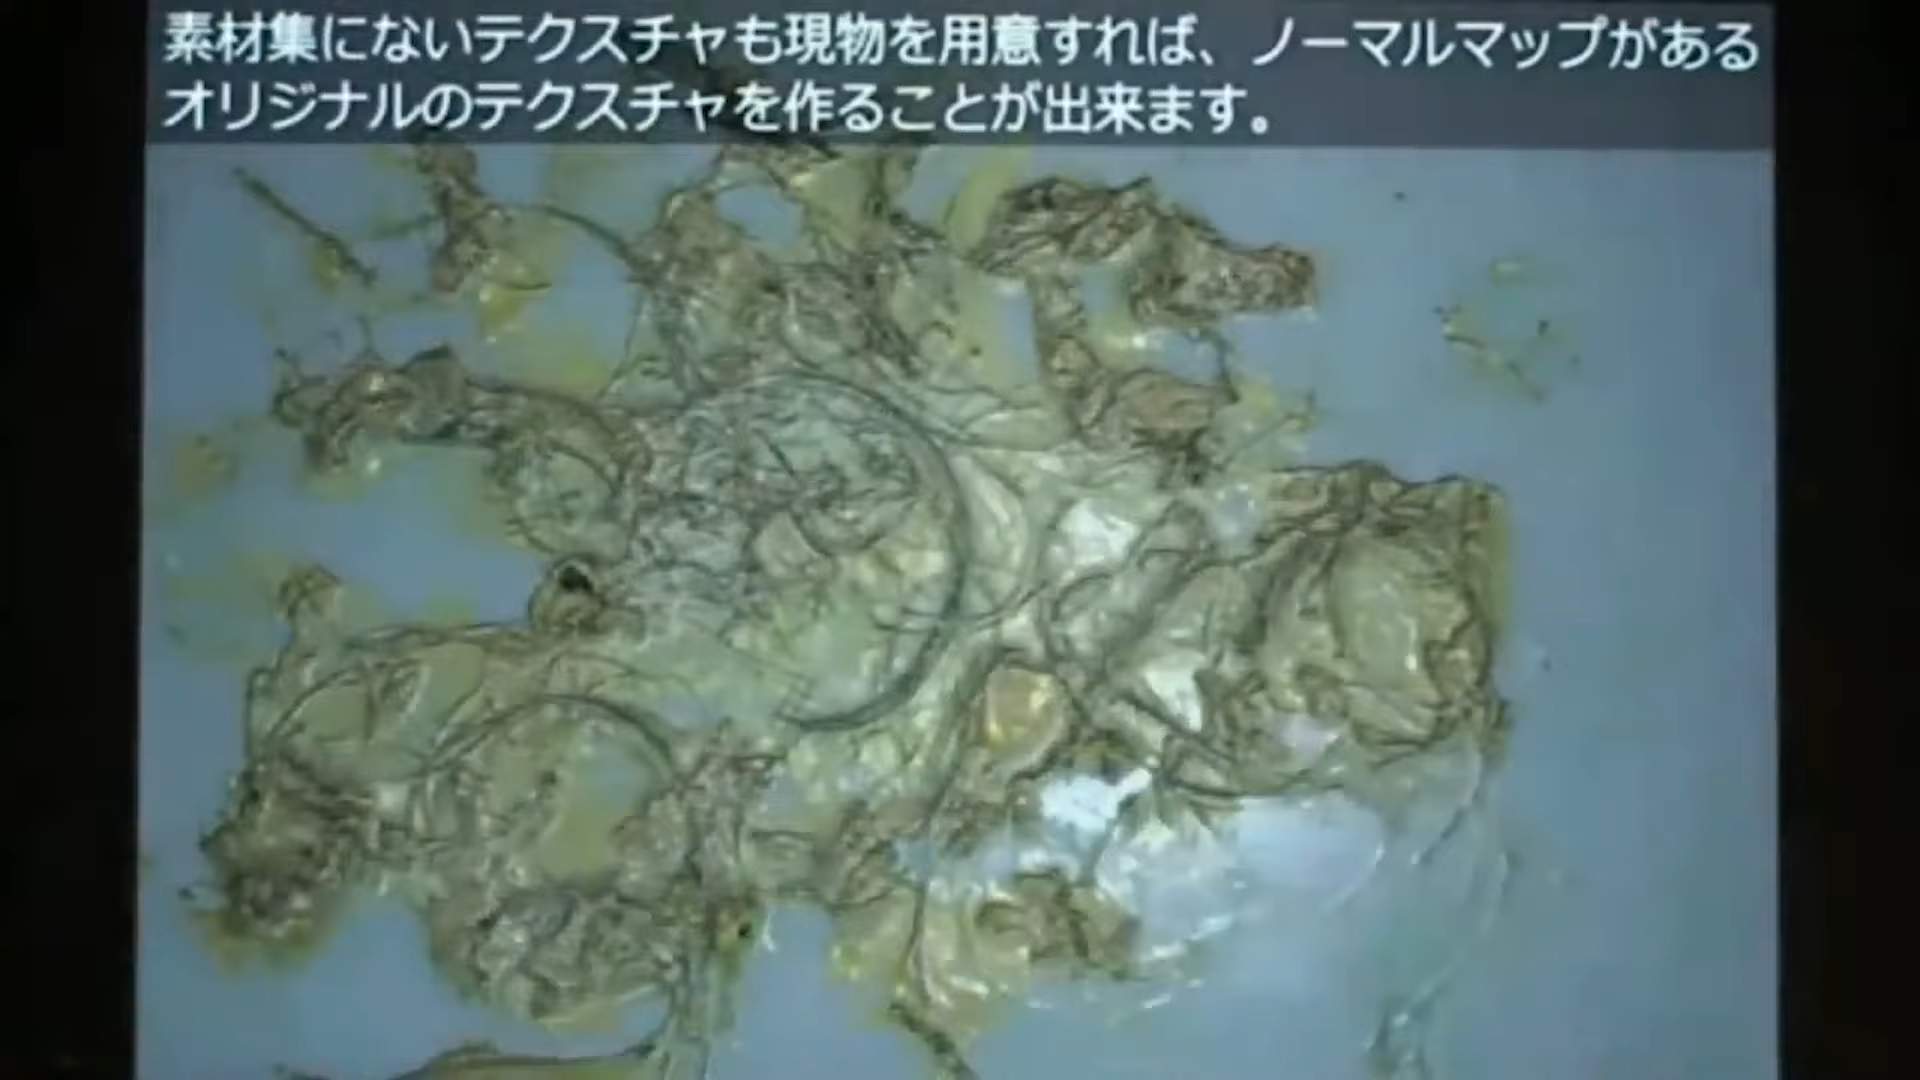 素材集にないテクスチャも現物を用意すれば、ノーマルマップがある
オリジナルのテクスチャを作ることが出来ます。